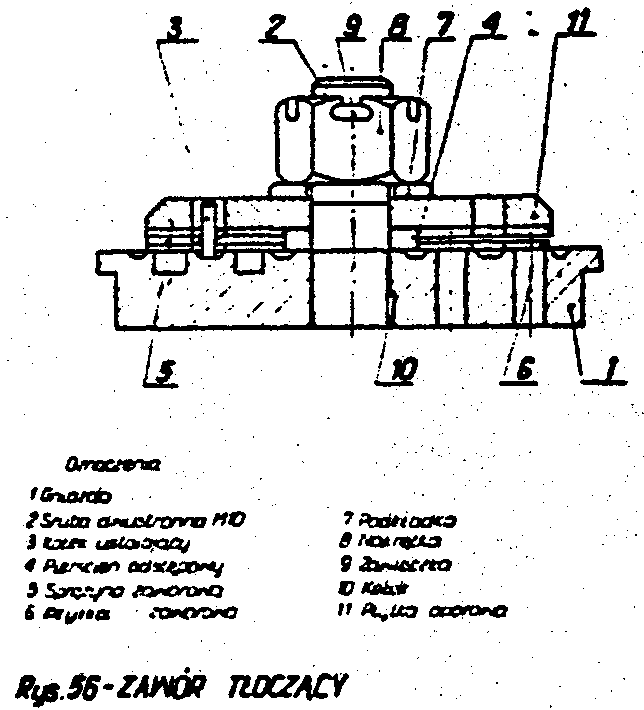 3 2 9 8 7 4 11
5 10 6 1
Oznaczenia
1 Gniazdo
2 Śruba dwustronna M10
3 Kołek ustalający
4 Pierścień odstępowy
5 Sprężyna zaworowa
6 Płytka zaworowa
7 Podkładka
8 Nakrętka
9 Zawleczka
10 Kołek
11 Płytka oporowa
Rys.56-ZAWÓR TŁOCZĄCY